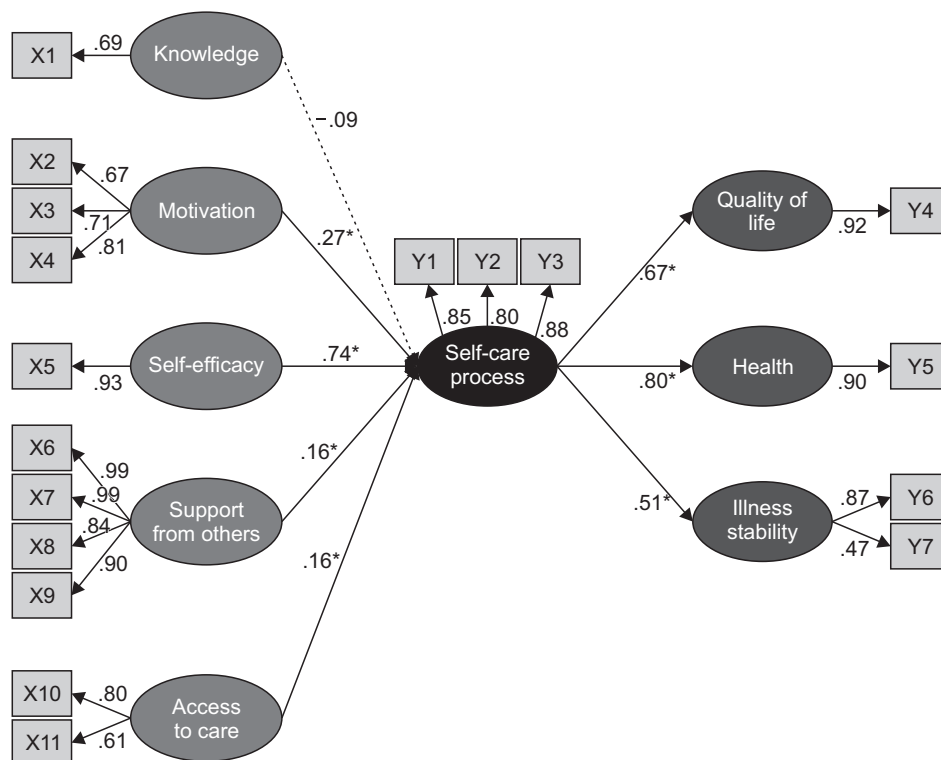 X1
.69
Knowledge
–.09
X2
.67
X3
.71
Motivation
X4
.81
.27*
Quality of
life
.92
Y4
Y1
Y2
Y3
.67*
.85
.80
.88
X5
.93
Self-efficacy
.74*
Self-care
process
.80*
Health
.90
Y5
X6
.99
.16*
X7
.99
Support
from others
X8
.84
X9
.90
.16*
.51*
Illness
stability
.87
Y6
.47
Y7
X10
.80
Access
to care
X11
.61